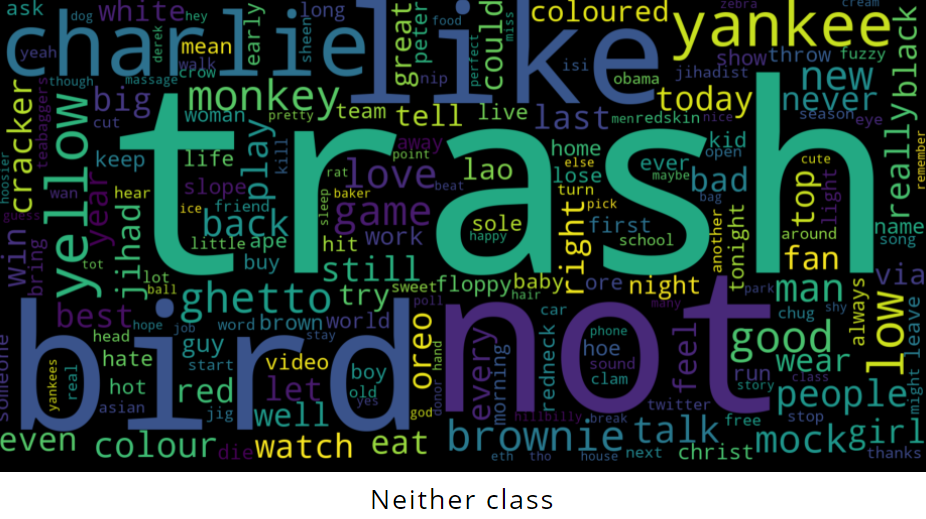 ask dog white hey early long great peter could food miss coloured yankee zebra cream
yeah charlie derek mean walk sheen like perfect isi obama show throw fuzzy black
though massage crow nip jihadist new
cracker teabaggers big monkey pretty team tell live last men redskin nice today never season eye
yellow cut woman play kill away point home else kid open really remember
hoosier keep life rat love lao lose ever maybe bad cute top light
wan year hear slope baker beat turn bag
guess jihad ice friend sleep game sole pick first another tonight name
win bring back little ape hit work happy right school around song
tot lot buy still trash fan via
ball ghetto try sweet floppy baby ore night park man always low
best hope job word brown world poll hair car many chug shy
someone head stay bird not phone good might leave
hate guy start video oreo every morning redneck hoe sound feel run wear class
yankees real hot red let boy old hand donor clam story people
asian jig well yes god hillbilly break twitter free stop
even colour die watch eat brownie talk christ mock girl
eth tho house next thanks
Neither class